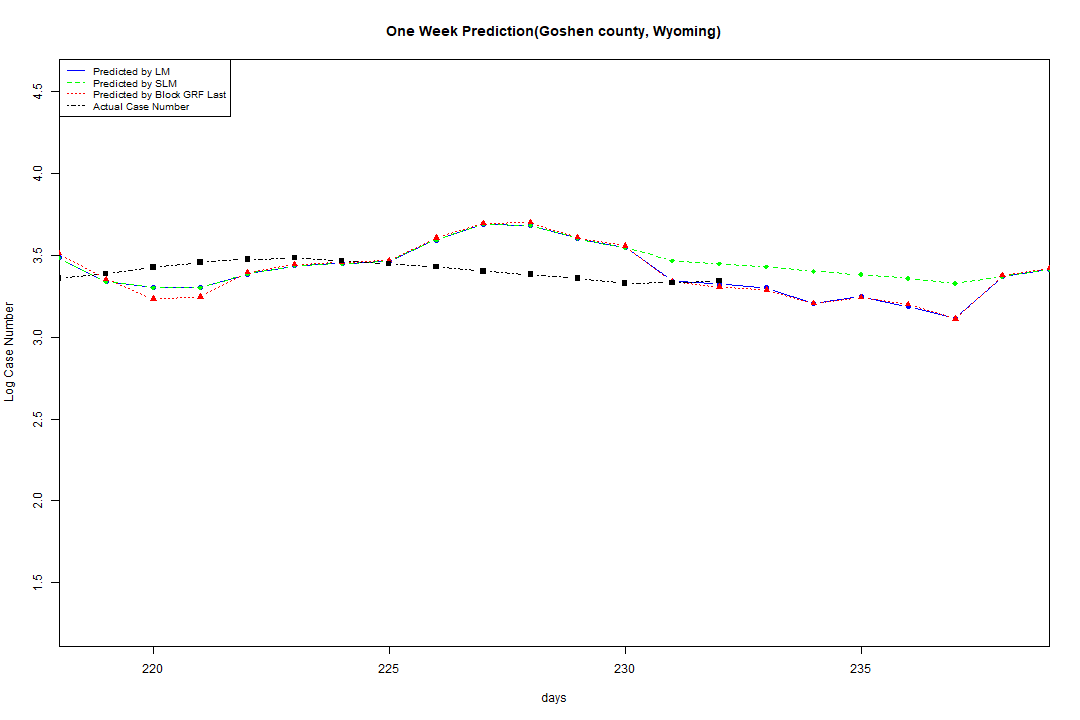 One Week Prediction(Goshen county, Wyoming)
Predicted by LM
Predicted by SLM
Predicted by Block GRF Last
Actual Case Number
4.5
4.0
3.5
3.0
2.5
2.0
1.5
Log Case Number
220 225 230 235
days